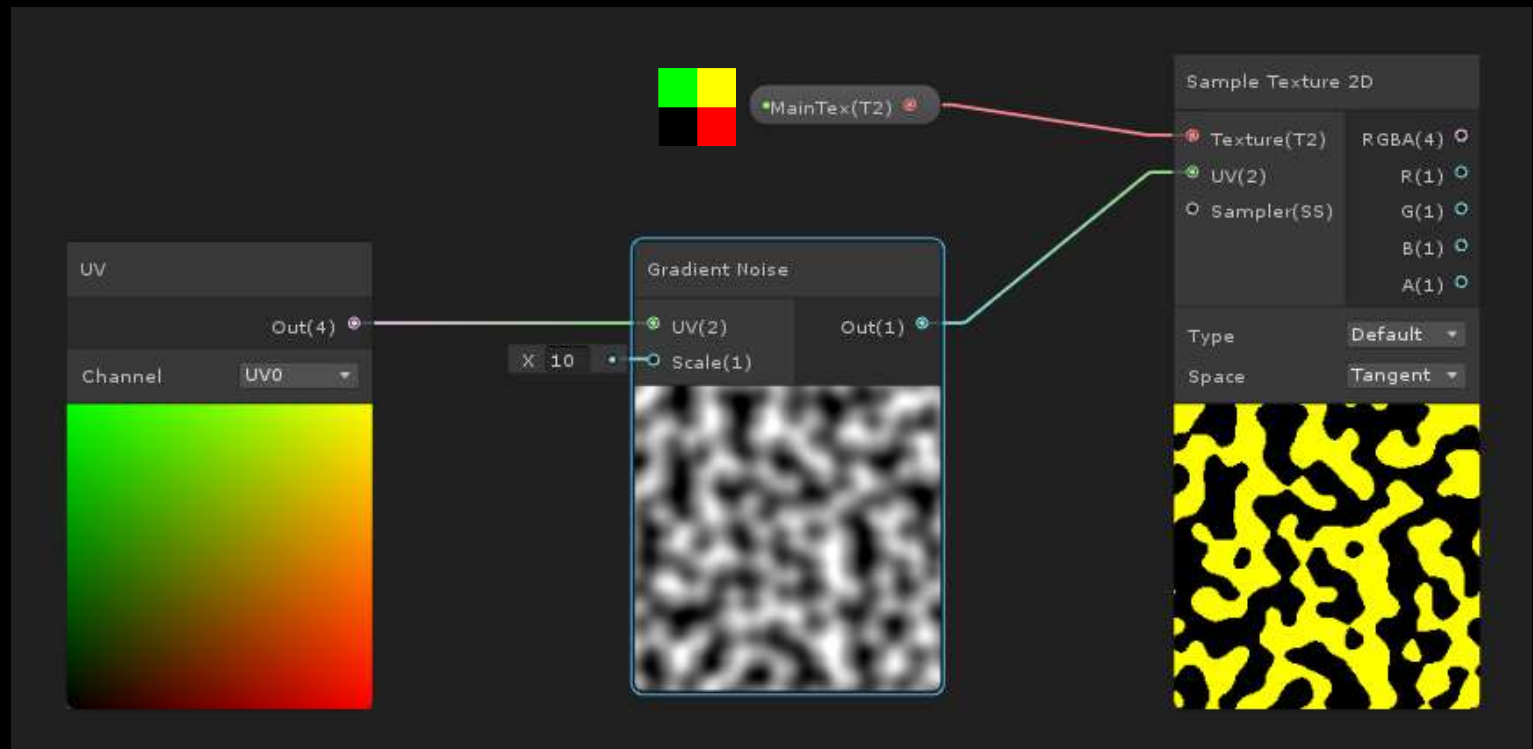 MainTex(T2)
Sample Texture 2D
Texture(T2)
RGBA(4)
UV(2)
R(1)
Sampler(SS)
G(1)
B(1)
A(1)
Type
Default
Space
Tangent
UV
Out(4)
Channel
UV0
Gradient Noise
UV(2)
Out(1)
X 10
Scale(1)